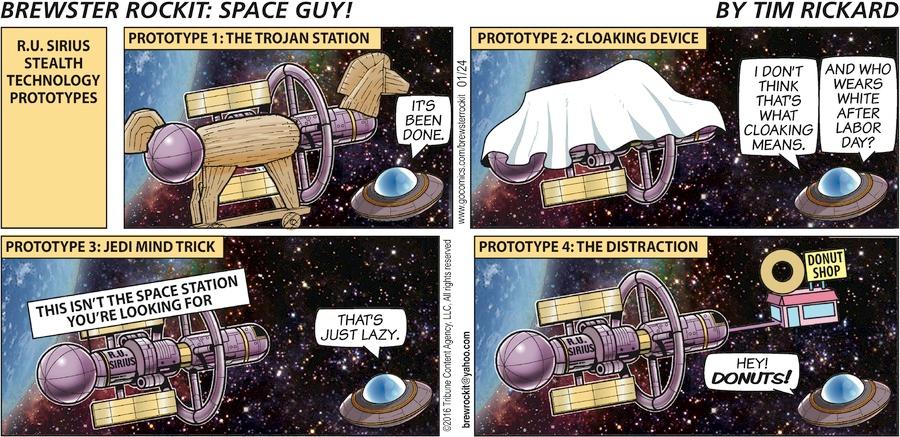 BREWSTER ROCKIT: SPACE GUY!
BY TIM RICKARD
R.U. SIRIUS
STEALTH
TECHNOLOGY
PROTOTYPES
PROTOTYPE 1: THE TROJAN STATION
IT'S
BEEN
DONE.
www.gocomics.com/brewsterrockit 01/24
PROTOTYPE 2: CLOAKING DEVICE
I DON'T
THINK
THAT'S
WHAT
CLOAKING
MEANS.
AND WHO
WEARS
WHITE
AFTER
LABOR
DAY?
PROTOTYPE 3: JEDI MIND TRICK
THIS ISN'T THE SPACE STATION
YOU'RE LOOKING FOR
R.U.
SIRIUS
THAT'S
JUST LAZY.
©2016 Tribune Content Agency, LLC. All rights reserved
brewrockit@yahoo.com
PROTOTYPE 4: THE DISTRACTION
R.U.
SIRIUS
DONUT
SHOP
HEY!
DONUTS!